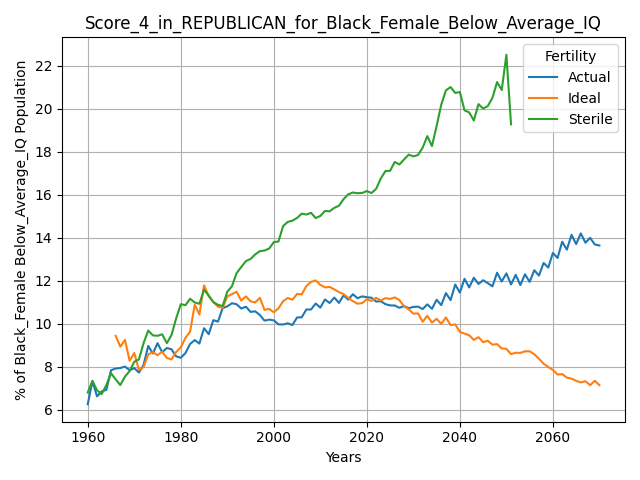 Score_4_in_REPUBLICAN_for_Black_Female_Below_Average_IQ
% of Black_Female Below_Average_IQ Population
22
20
18
16
14
12
10
8
6
Fertility
Actual
Ideal
Sterile
1960 1980 2000 2020 2040 2060
Years